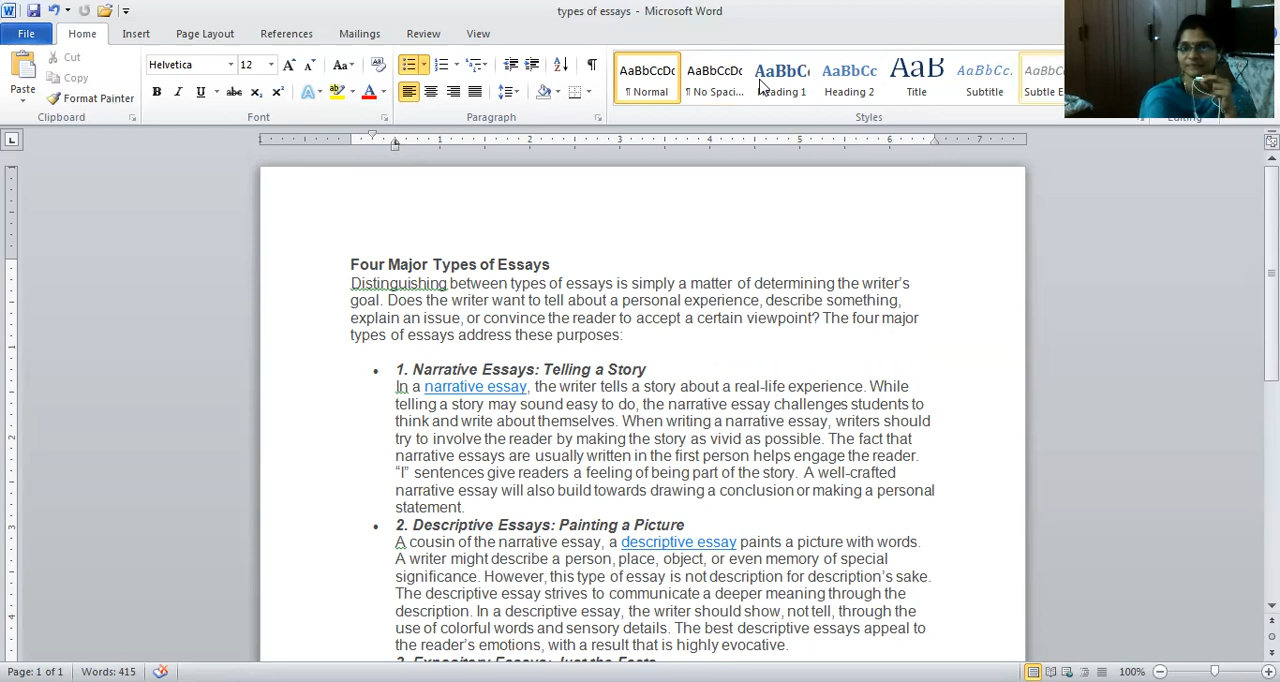 types of essays - Microsoft Word
File Home Insert Page Layout References Mailings Review View
Paste
Cut
Copy
Format Painter
Clipboard
Helvetica 12
Font
Paragraph
AaBbCcDc AaBbCcDc AaBbC AaBbCc AaB AaBbCc. AaBbCc
¶ Normal ¶ No Spaci... Heading 1 Heading 2 Title Subtitle Subtle E
Styles
Four Major Types of Essays
Distinguishing between types of essays is simply a matter of determining the writer's
goal. Does the writer want to tell about a personal experience, describe something,
explain an issue, or convince the reader to accept a certain viewpoint? The four major
types of essays address these purposes:
• 1. Narrative Essays: Telling a Story
In a narrative essay, the writer tells a story about a real-life experience. While
telling a story may sound easy to do, the narrative essay challenges students to
think and write about themselves. When writing a narrative essay, writers should
try to involve the reader by making the story as vivid as possible. The fact that
narrative essays are usually written in the first person helps engage the reader.
“I” sentences give readers a feeling of being part of the story. A well-crafted
narrative essay will also build towards drawing a conclusion or making a personal
statement.
• 2. Descriptive Essays: Painting a Picture
A cousin of the narrative essay, a descriptive essay paints a picture with words.
A writer might describe a person, place, object, or even memory of special
significance. However, this type of essay is not description for description's sake.
The descriptive essay strives to communicate a deeper meaning through the
description. In a descriptive essay, the writer should show, not tell, through the
use of colorful words and sensory details. The best descriptive essays appeal to
the reader's emotions, with a result that is highly evocative.
3. Expository Essays: Just the Facts
Page: 1 of 1 Words: 415 100%